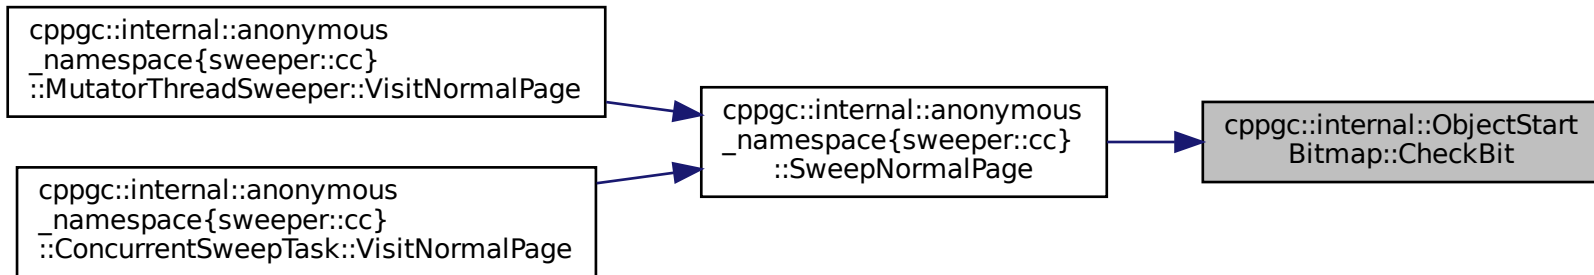 cppgc::internal::anonymous
_namespace{sweeper::cc}
::MutatorThreadSweeper::VisitNormalPage
cppgc::internal::anonymous
_namespace{sweeper::cc}
::ConcurrentSweepTask::VisitNormalPage
cppgc::internal::anonymous
_namespace{sweeper::cc}
::SweepNormalPage
cppgc::internal::ObjectStart
Bitmap::CheckBit